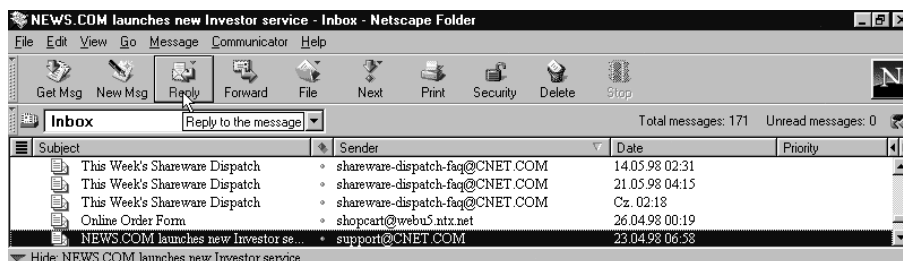 NEWS.COM launches new Investor service - Inbox - Netscape Folder
File Edit View Go Message Communicator Help
Get Msg New Msg Reply Forward File Next Print Security Delete Stop
N
Inbox Reply to the message Total messages: 171 Unread messages: 0
Subject Sender Date Priority
This Week's Shareware Dispatch shareware-dispatch-faq@CNET.COM 14.05.98 02:31
This Week's Shareware Dispatch shareware-dispatch-faq@CNET.COM 21.05.98 04:15
This Week's Shareware Dispatch shareware-dispatch-faq@CNET.COM Cz. 02:18
Online Order Form shopcart@webu5.ntx.net 26.04.98 00:19
NEWS.COM launches new Investor se... support@CNET.COM 23.04.98 06:58
Hide: NEWS.COM launches new Investor service